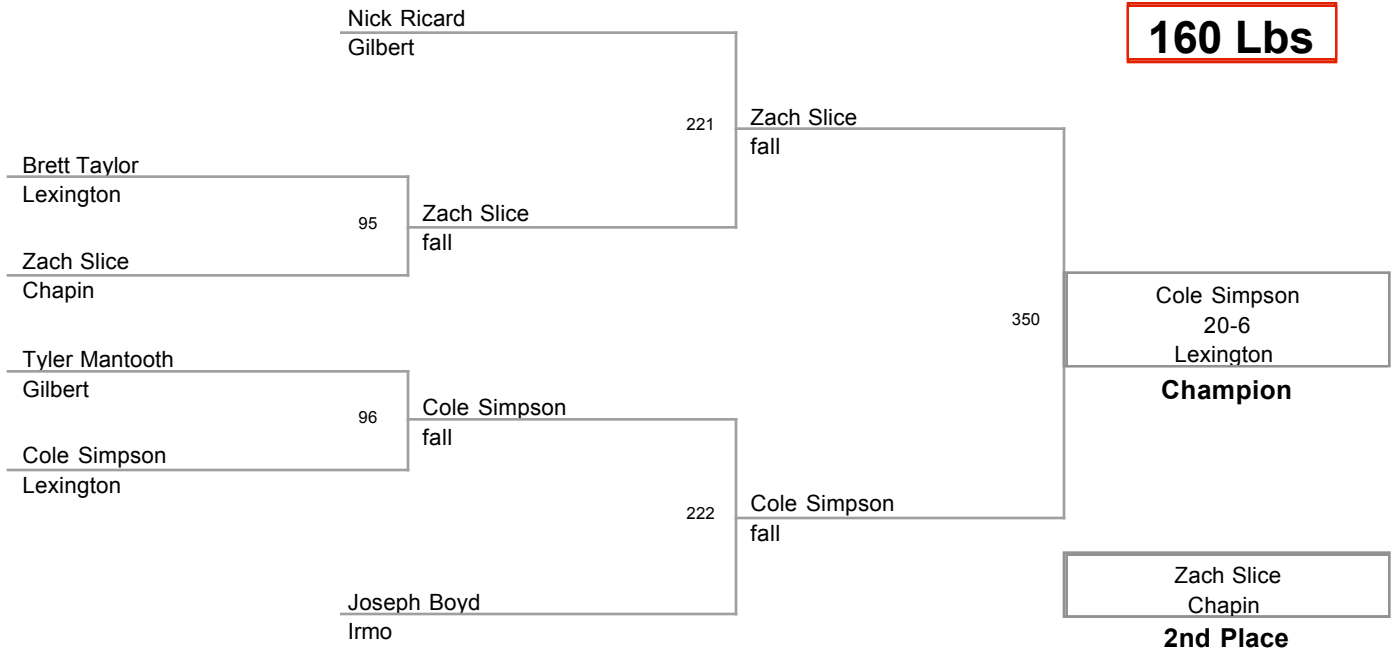 Nick Ricard
Gilbert
160 Lbs
221
Zach Slice
fall
Brett Taylor
Lexington
95
Zach Slice
fall
Zach Slice
Chapin
350
Cole Simpson
20-6
Lexington
Champion
Tyler Mantooth
Gilbert
96
Cole Simpson
fall
Cole Simpson
Lexington
222
Cole Simpson
fall
Joseph Boyd
Irmo
Zach Slice
Chapin
2nd Place